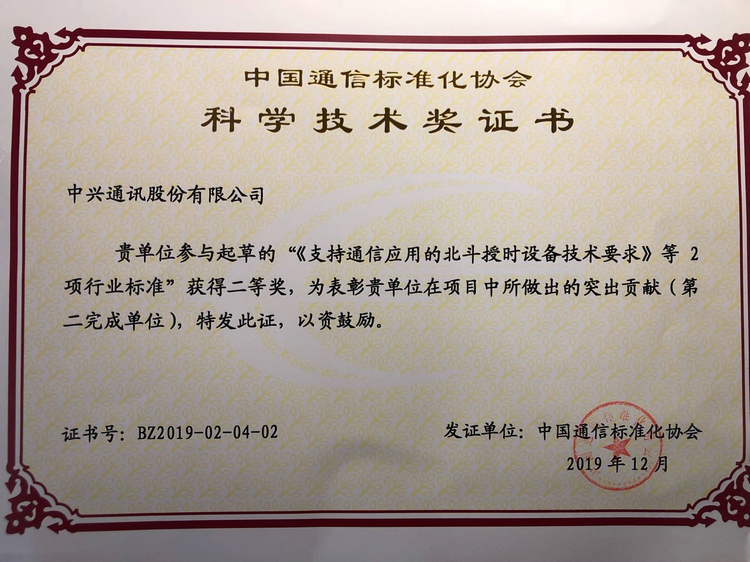 中国通信标准化协会
科学技术奖证书
中兴通讯股份有限公司
贵单位参与起草的“《支持通信应用的北斗授时设备技术要求》等 2
项行业标准”获得二等奖，为表彰贵单位在项目中所做出的突出贡献（第
二完成单位），特发此证，以资鼓励。
证书号：BZ2019-02-04-02
发证单位：中国通信标准化协会
2019 年 12 月